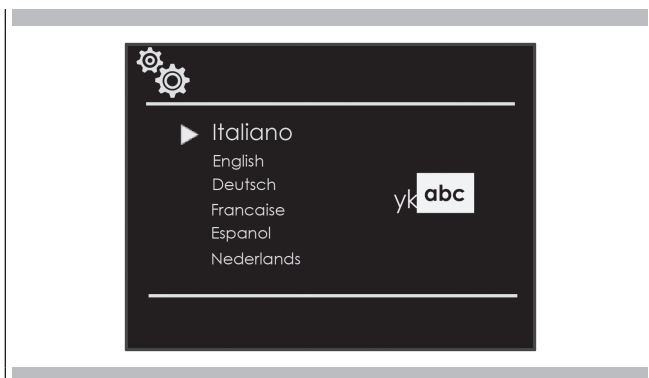 Italiano
English
Deutsch
Francaise
Espanol
Nederlands
yk abc